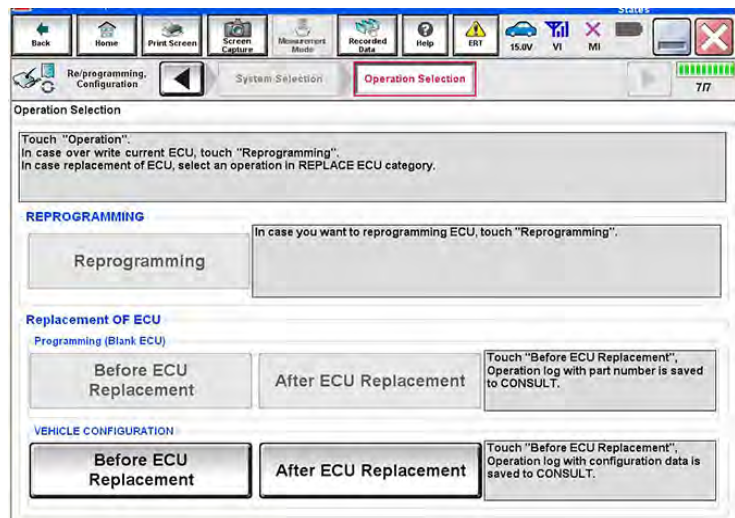 States
Back
Home
Print Screen
Screen
Capture
Measurement
Mode
Recorded
Data
Help
ERT
15.0V
VI
MI
Re/programming,
Configuration
System Selection
Operation Selection
7/7
Operation Selection
Touch "Operation".
In case over write current ECU, touch "Reprogramming".
In case replacement of ECU, select an operation in REPLACE ECU category.
REPROGRAMMING
Reprogramming
In case you want to reprogramming ECU, touch "Reprogramming".
Replacement OF ECU
Programming (Blank ECU)
Before ECU
Replacement
After ECU Replacement
Touch "Before ECU Replacement",
Operation log with part number is saved
to CONSULT.
VEHICLE CONFIGURATION
Before ECU
Replacement
After ECU Replacement
Touch "Before ECU Replacement",
Operation log with configuration data is
saved to CONSULT.